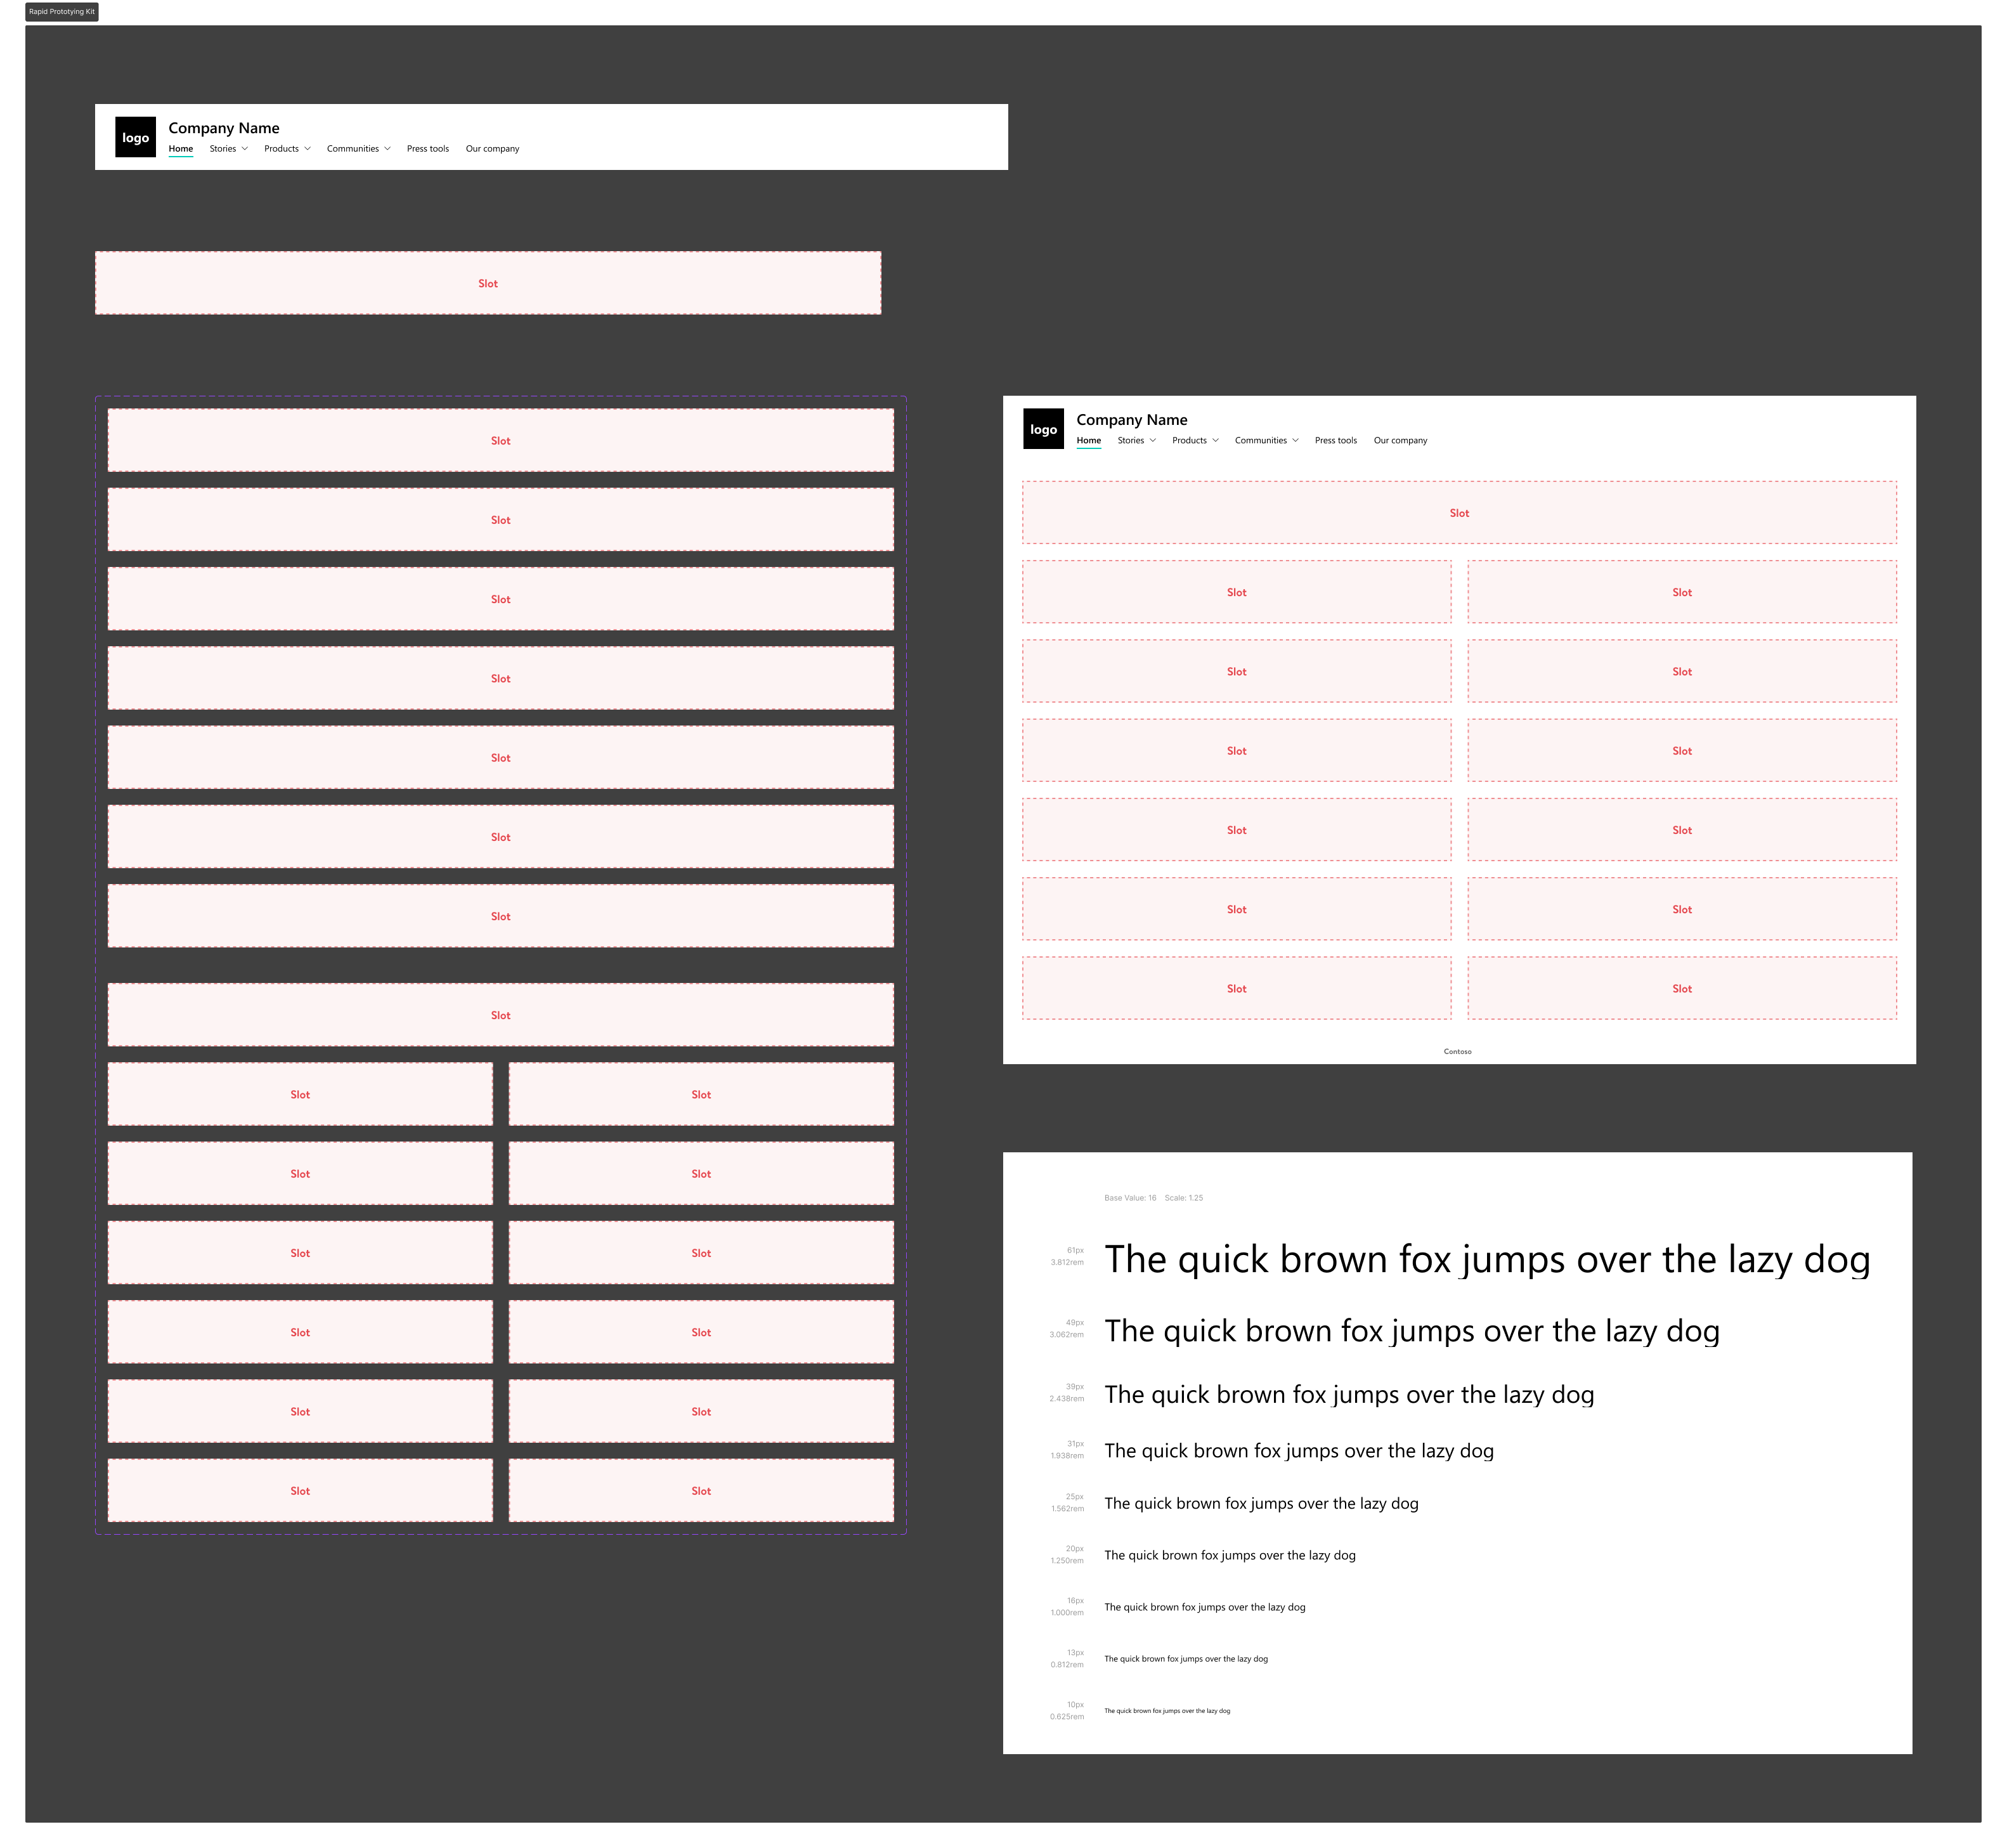 Rapid Prototying Kit
logo
Company Name
Home Stories Products Communities Press tools Our company
Slot
Slot
Slot
Slot
Slot
Slot
Slot
Slot
Slot
Slot Slot
Slot Slot
Slot Slot
Slot Slot
Slot Slot
Slot Slot
logo
Company Name
Home Stories Products Communities Press tools Our company
Slot
Slot Slot
Slot Slot
Slot Slot
Slot Slot
Slot Slot
Slot Slot
Contoso
Base Value: 16 Scale: 1.25
61px
3.812rem
The quick brown fox jumps over the lazy dog
49px
3.062rem
The quick brown fox jumps over the lazy dog
39px
2.438rem
The quick brown fox jumps over the lazy dog
31px
1.938rem
The quick brown fox jumps over the lazy dog
25px
1.562rem
The quick brown fox jumps over the lazy dog
20px
1.250rem
The quick brown fox jumps over the lazy dog
16px
1.000rem
The quick brown fox jumps over the lazy dog
13px
0.812rem
The quick brown fox jumps over the lazy dog
10px
0.625rem
The quick brown fox jumps over the lazy dog